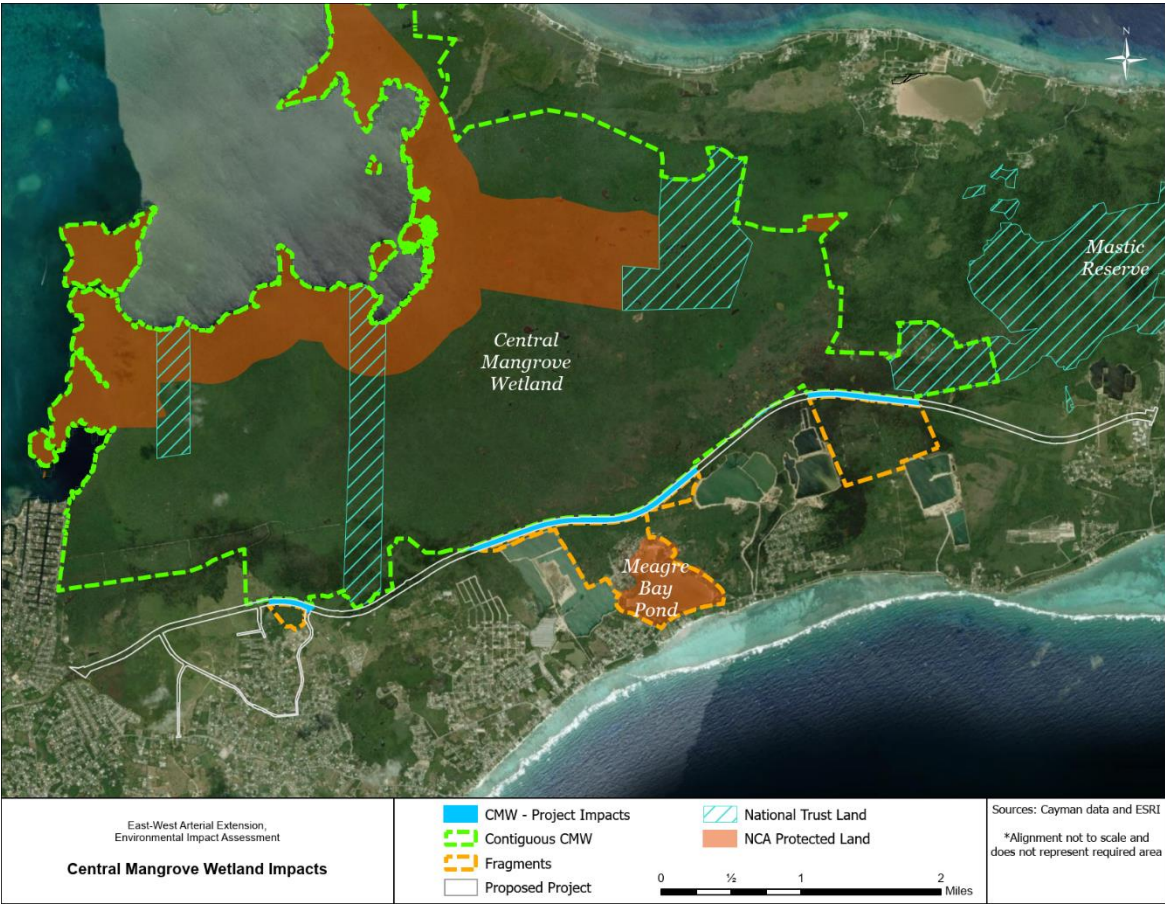 N
Mastic
Reserve
Central
Mangrove
Wetland
Meagre
Bay
Pond
East-West Arterial Extension,
Environmental Impact Assessment
Central Mangrove Wetland Impacts
CMW - Project Impacts
Contiguous CMW
Fragments
Proposed Project
National Trust Land
NCA Protected Land
0 ½ 1 2
Miles
Sources: Cayman data and ESRI
*Alignment not to scale and
does not represent required area